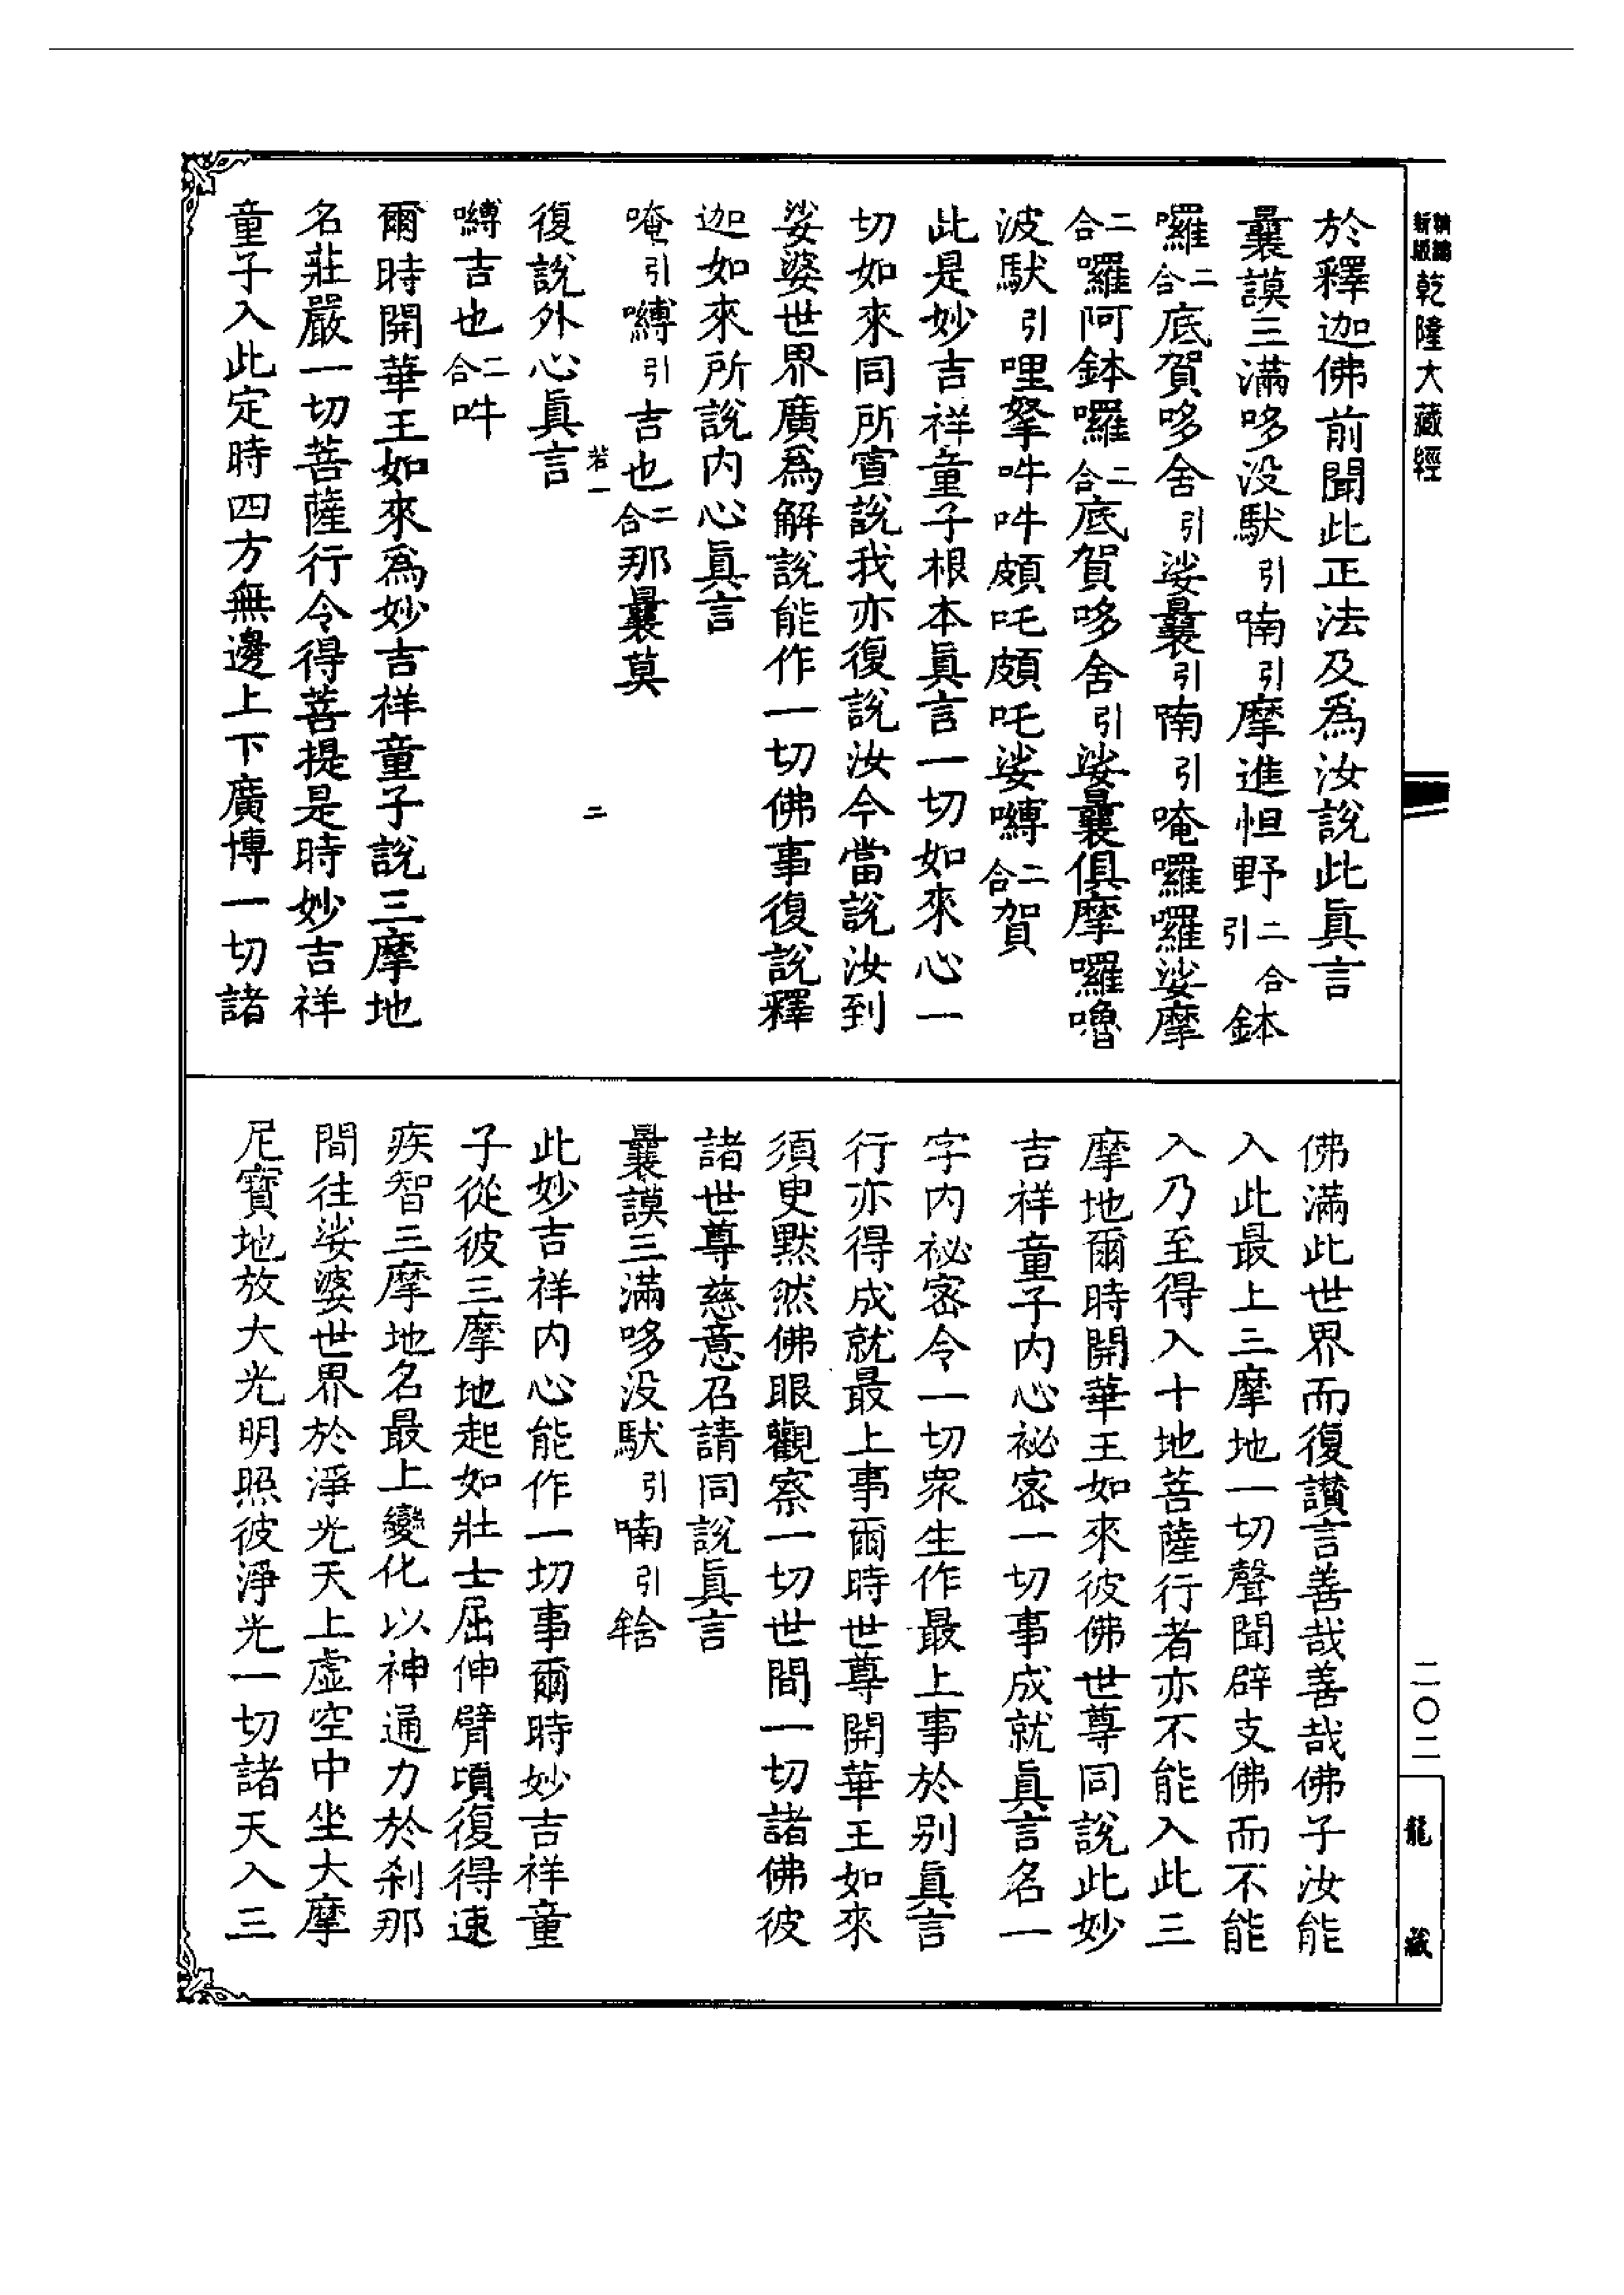 新編
新版
乾隆大藏經
於釋迦佛前聞此正法及為汝說此眞言
曩謨三滿哆沒馱引喃引摩進怛野二合引鉢
囉二合底賀哆舍引娑曩引喃引唵囉囉娑摩
二合囉阿鉢囉二合底賀哆舍引娑曩俱摩囉嚕
波馱引哩拏吽吽頗吒頗吒娑嚩二合賀
此是妙吉祥童子根本眞言一切如來心一
切如來同所宣說我亦復說汝今當說汝到
娑婆世界廣為解說能作一切佛事復說釋
迦如來所說内心眞言
唵引嚩引吉也二合那曩莫
若一
二
復說外心眞言
嚩吉也二合吽
爾時開華王如來為妙吉祥童子說三摩地
名莊嚴一切菩薩行令得菩提是時妙吉祥
童子入此定時四方無邊上下廣博一切諸
佛滿此世界而復讃言善哉善哉佛子汝能
入此最上三摩地一切聲聞辟支佛而不能
入乃至得入十地菩薩行者亦不能入此三
摩地爾時開華王如來彼佛世尊同說此妙
吉祥童子内心祕密一切事成就眞言名一
字内祕密令一切衆生作最上事於别眞言
行亦得成就最上事爾時世尊開華王如來
須臾黙然佛眼觀察一切世間一切諸佛彼
諸世尊慈意召請同說眞言
曩謨三滿哆沒馱引喃引𤚥
此妙吉祥内心能作一切事爾時妙吉祥童
子從彼三摩地起如壯士屈伸臂頃復得速
疾智三摩地名最上變化以神通力於刹那
間往娑婆世界於淨光天上虚空中坐大摩
尼寶地放大光明照彼淨光一切諸天入三
二〇二
龍藏